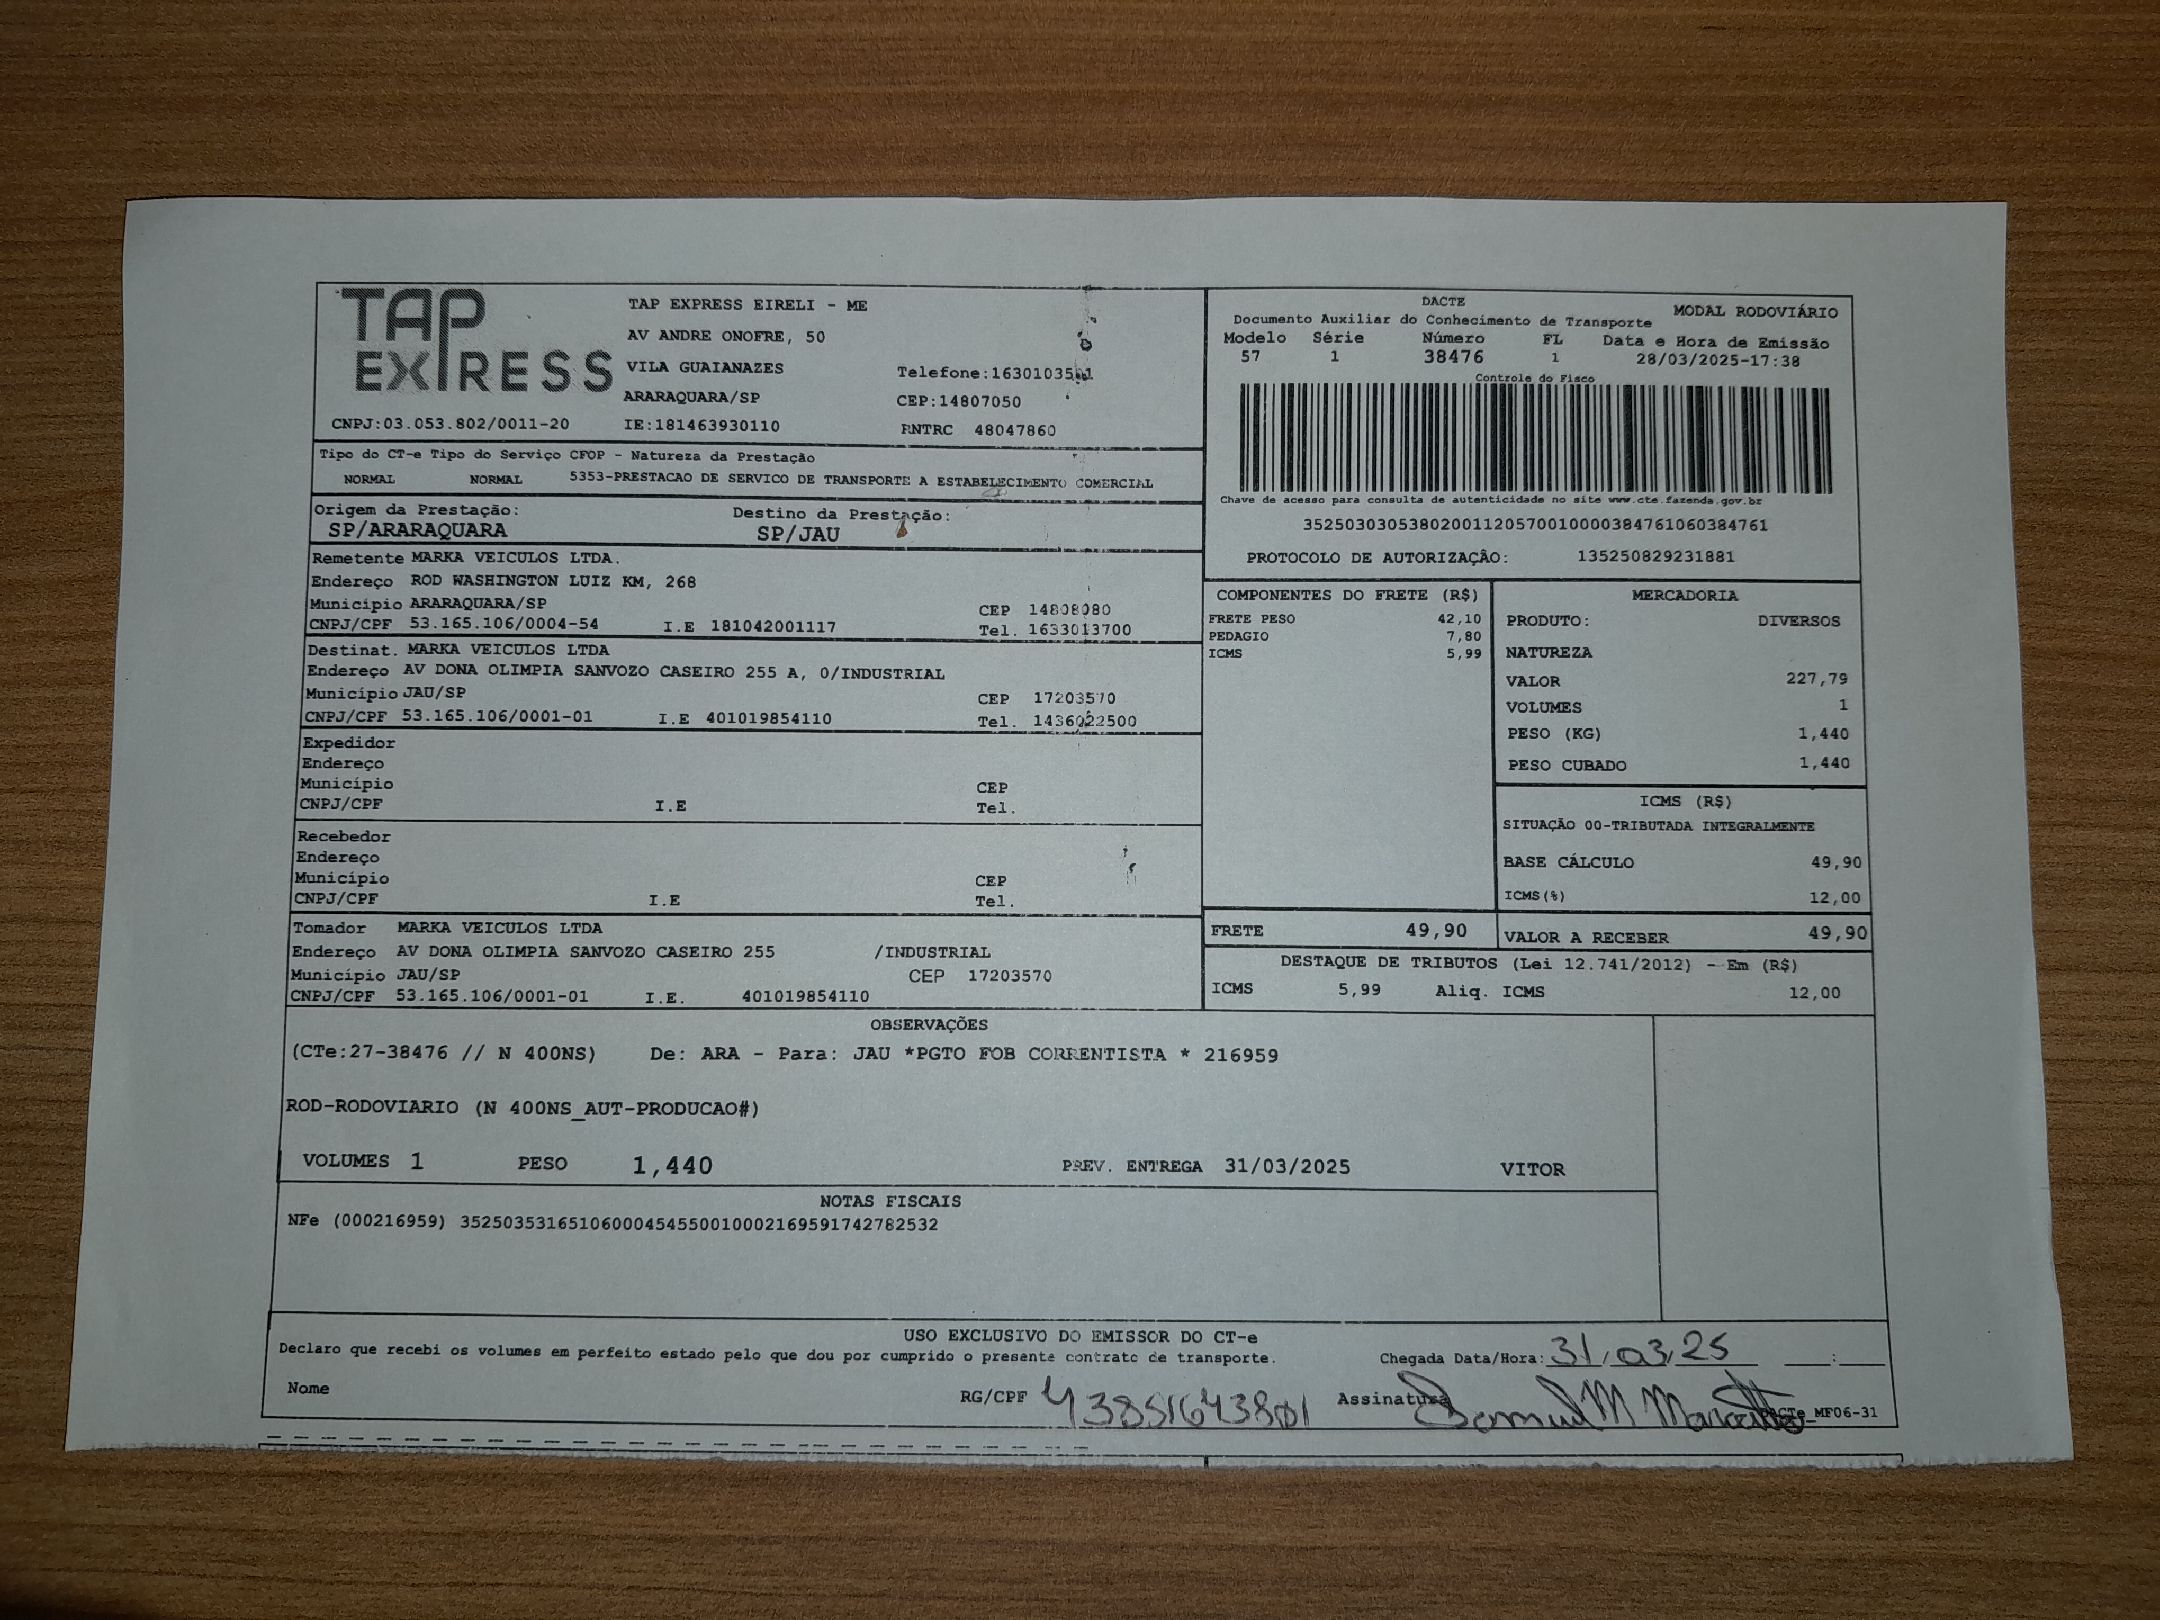 TAP EXPRESS
TAP EXPRESS EIRELI - ME
AV ANDRE ONOFRE, 50
VILA GUAIANAZES
Telefone:1630103501
ARARAQUARA/SP
CEP:14807050
CNPJ:03.053.802/0011-20
IE:181463930110
RNTRC 48047860
DACTE
MODAL RODOVIÁRIO
Documento Auxiliar do Conhecimento de Transporte
Modelo Série Número FL Data e Hora de Emissão
57 1 38476 1 28/03/2025-17:38
Controle do Fisco
Chave de acesso para consulta de autenticidade no site www.cte.fazenda.gov.br
35250303053802001120570010000384761060384761
PROTOCOLO DE AUTORIZAÇÃO: 135250829231881
Tipo do CT-e Tipo do Serviço CFOP - Natureza da Prestação
NORMAL NORMAL 5353-PRESTACAO DE SERVICO DE TRANSPORTE A ESTABELECIMENTO COMERCIAL
Origem da Prestação: Destino da Prestação:
SP/ARARAQUARA SP/JAU
Remetente MARKA VEICULOS LTDA.
Endereço ROD WASHINGTON LUIZ KM, 268
Município ARARAQUARA/SP CEP 14808080
CNPJ/CPF 53.165.106/0004-54 I.E 181042001117 Tel. 1633013700
Destinat. MARKA VEICULOS LTDA
Endereço AV DONA OLIMPIA SANVOZO CASEIRO 255 A, 0/INDUSTRIAL
Município JAU/SP CEP 17203570
CNPJ/CPF 53.165.106/0001-01 I.E 401019854110 Tel. 1436022500
Expedidor
Endereço
Município CEP
CNPJ/CPF I.E Tel.
Recebedor
Endereço
Município CEP
CNPJ/CPF I.E Tel.
Tomador MARKA VEICULOS LTDA
Endereço AV DONA OLIMPIA SANVOZO CASEIRO 255 /INDUSTRIAL
Município JAU/SP CEP 17203570
CNPJ/CPF 53.165.106/0001-01 I.E. 401019854110
COMPONENTES DO FRETE (R$)
FRETE PESO 42,10
PEDAGIO 7,80
ICMS 5,99
MERCADORIA
PRODUTO: DIVERSOS
NATUREZA
VALOR 227,79
VOLUMES 1
PESO (KG) 1,440
PESO CUBADO 1,440
ICMS (R$)
SITUAÇÃO 00-TRIBUTADA INTEGRALMENTE
BASE CÁLCULO 49,90
ICMS(%) 12,00
FRETE 49,90 VALOR A RECEBER 49,90
DESTAQUE DE TRIBUTOS (Lei 12.741/2012) - Em (R$)
ICMS 5,99 Aliq. ICMS 12,00
OBSERVAÇÕES
(CTe:27-38476 // N 400NS) De: ARA - Para: JAU *PGTO FOB CORRENTISTA * 216959
ROD-RODOVIARIO (N 400NS_AUT-PRODUCAO#)
VOLUMES 1 PESO 1,440 PREV. ENTREGA 31/03/2025 VITOR
NOTAS FISCAIS
NFe (000216959) 35250353165106000454550010002169591742782532
USO EXCLUSIVO DO EMISSOR DO CT-e
Declaro que recebi os volumes em perfeito estado pelo que dou por cumprido o presente contrato de transporte.
Chegada Data/Hora: 31/03/25 __:__
Nome RG/CPF 43851643801 Assinatura
DACTe_MF06-31